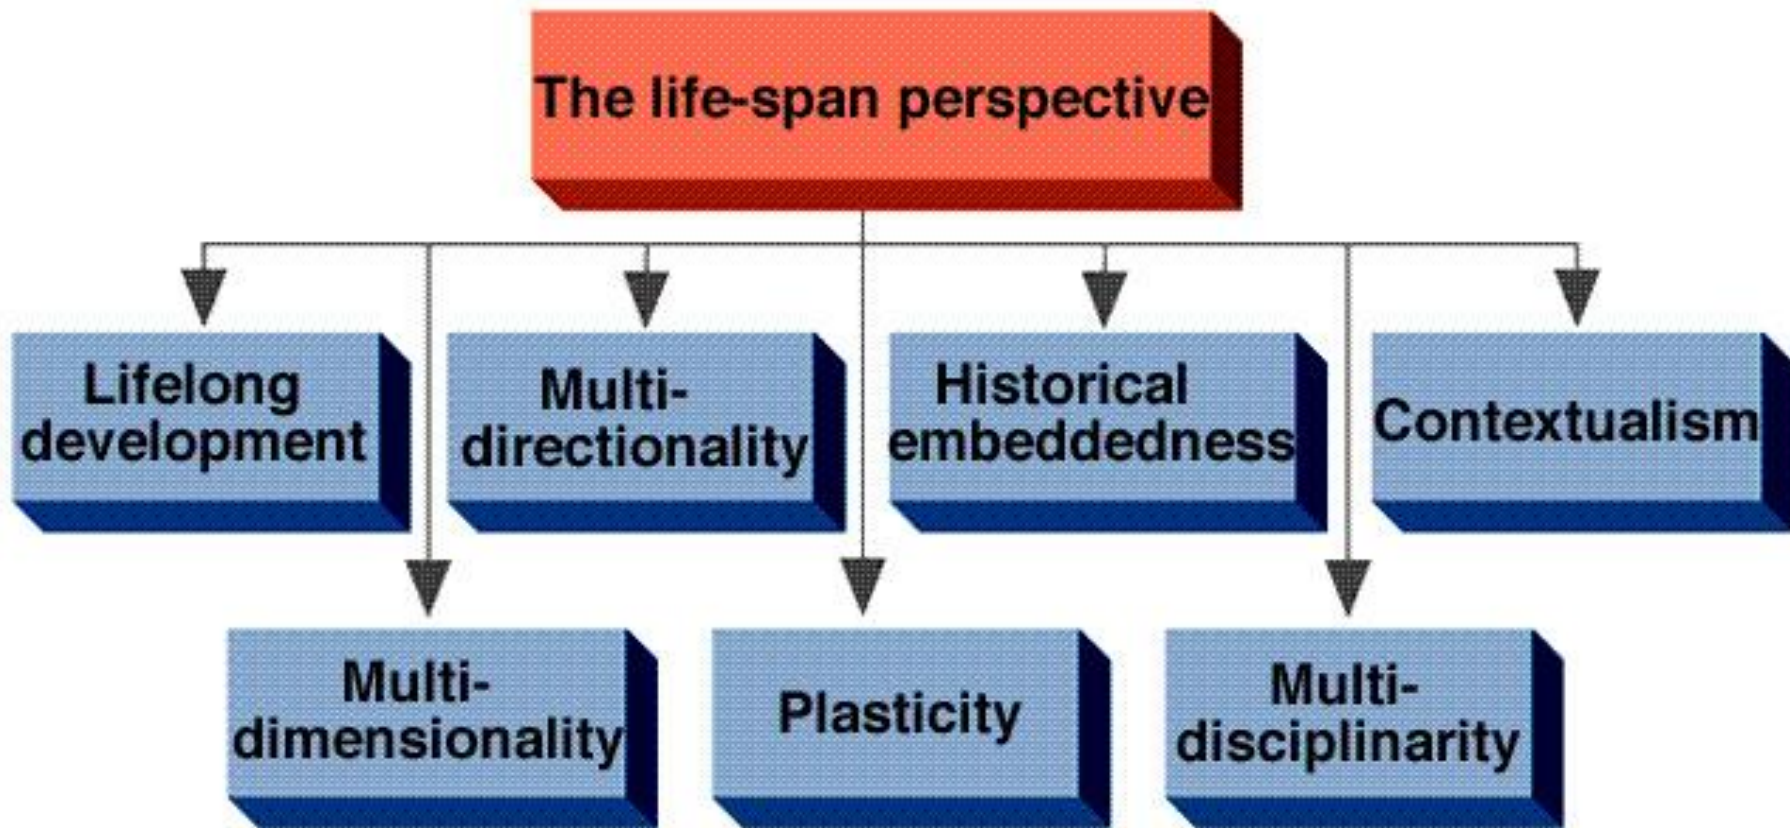 The life-span perspective
Lifelong
development
Multi-
directionality
Historical
embeddedness
Contextualism
Multi-
dimensionality
Plasticity
Multi-
disciplinarity